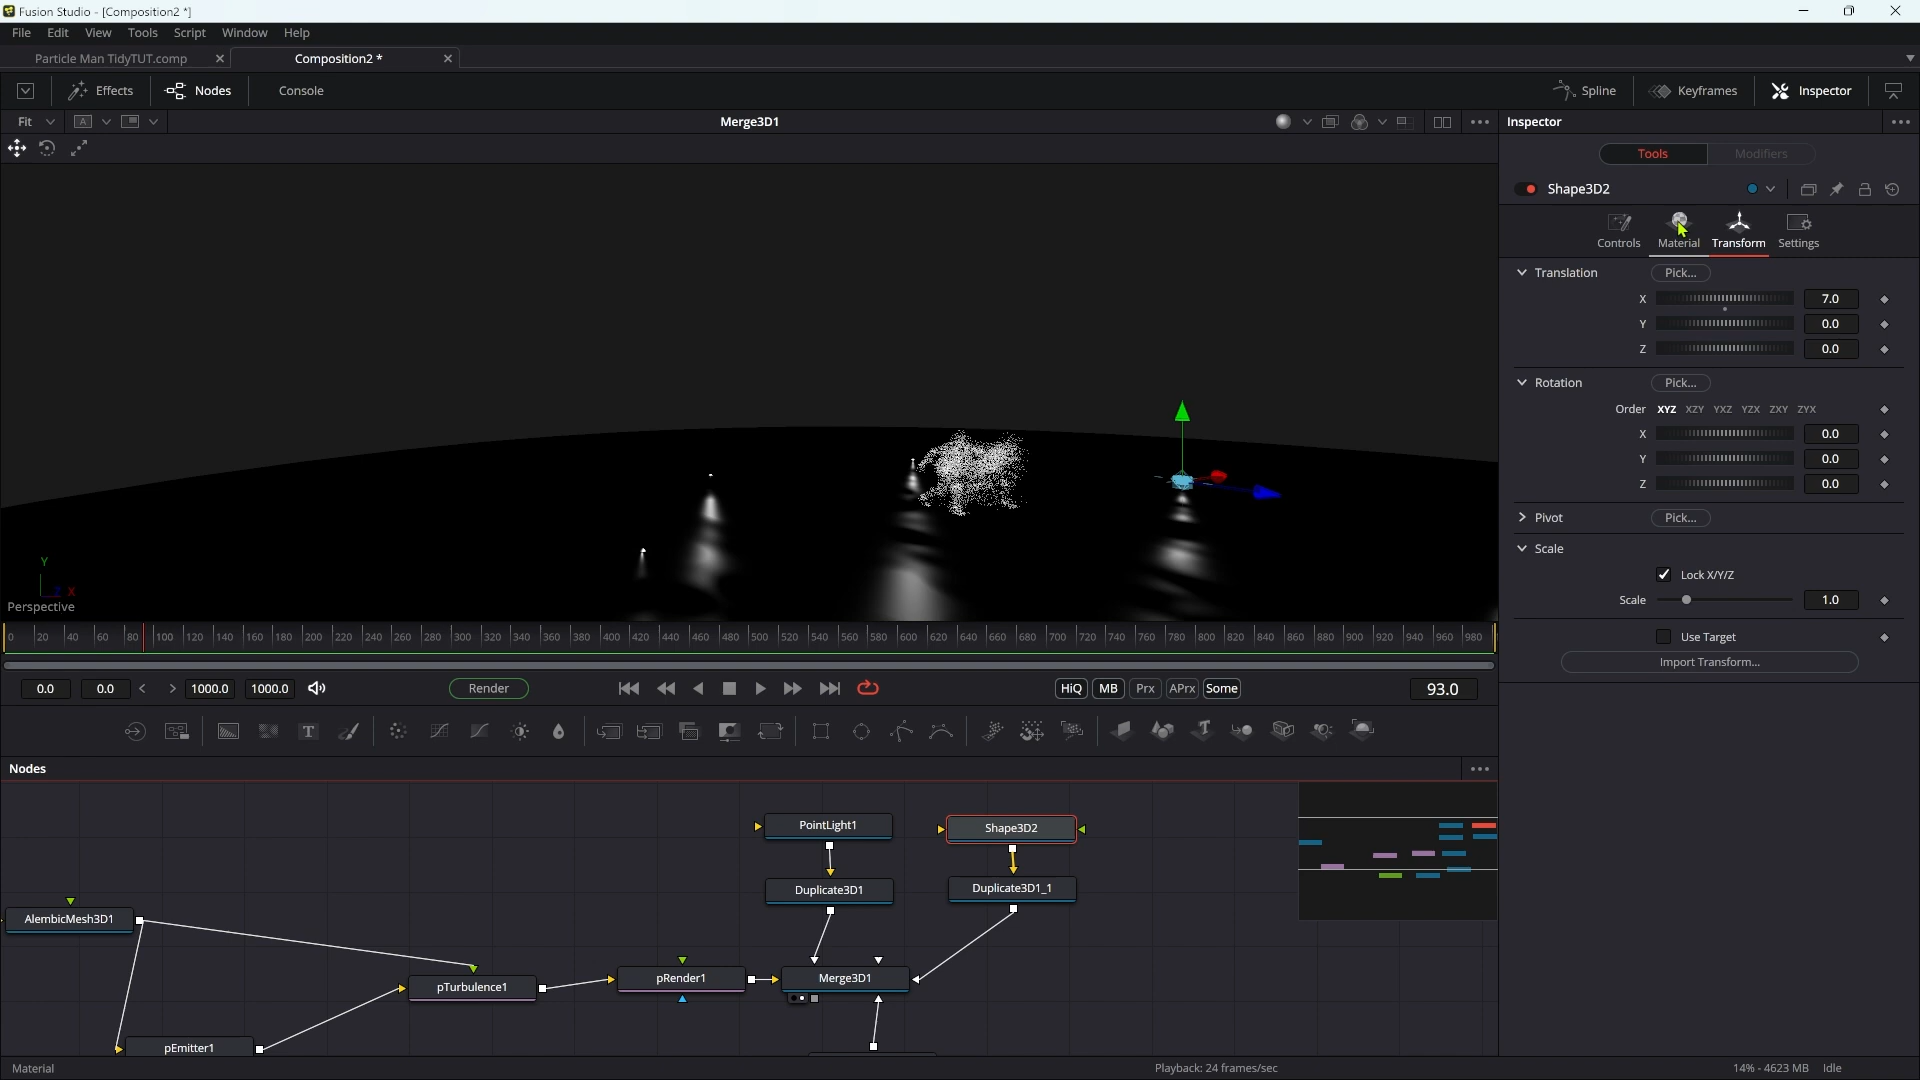 Fusion Studio - [Composition2 *]
File Edit View Tools Script Window Help
Particle Man TidyTUT.comp Composition2 *
Effects Nodes Console Spline Keyframes Inspector
Fit A Merge3D1 Inspector
Tools Modifiers
Shape3D2
Controls Material Transform Settings
Translation Pick...
X 7.0
Y 0.0
Z 0.0
Rotation Pick...
Order XYZ XZY YXZ YZX ZXY ZYX
X 0.0
Y 0.0
Z 0.0
Pivot Pick...
Scale
Lock X/Y/Z
Scale 1.0
Use Target
Import Transform...
Y
Z X
Perspective
0 20 40 60 80 100 120 140 160 180 200 220 240 260 280 300 320 340 360 380 400 420 440 460 480 500 520 540 560 580 600 620 640 660 680 700 720 740 760 780 800 820 840 860 880 900 920 940 960 980
0.0 0.0 < > 1000.0 1000.0 Render HiQ MB Prx APrx Some 93.0
T T
Nodes
PointLight1 Shape3D2
Duplicate3D1 Duplicate3D1_1
AlembicMesh3D1
pTurbulence1 pRender1 Merge3D1
pEmitter1
Material Playback: 24 frames/sec 14% - 4623 MB Idle